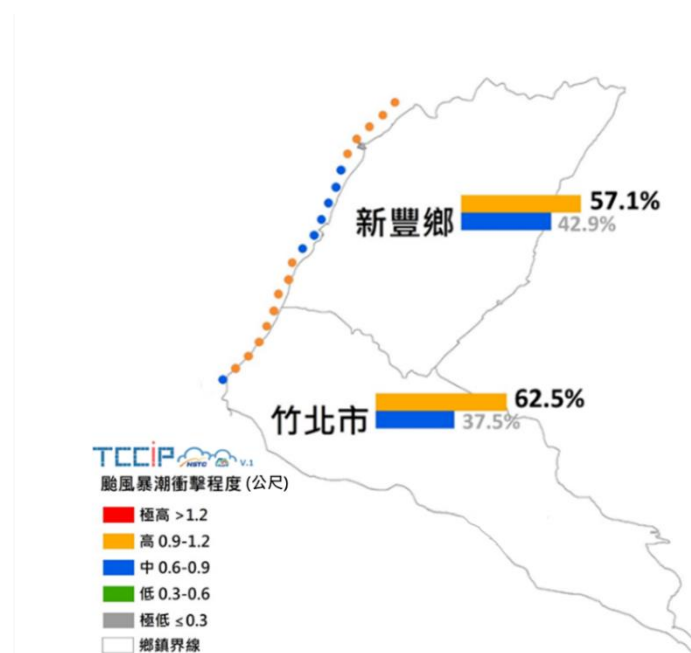 新豐鄉
57.1%
42.9%
竹北市
62.5%
37.5%
TCCiP NSTC V.1
颱風暴潮衝擊程度(公尺)
極高 >1.2
高 0.9-1.2
中 0.6-0.9
低 0.3-0.6
極低 ≤0.3
鄉鎮界線